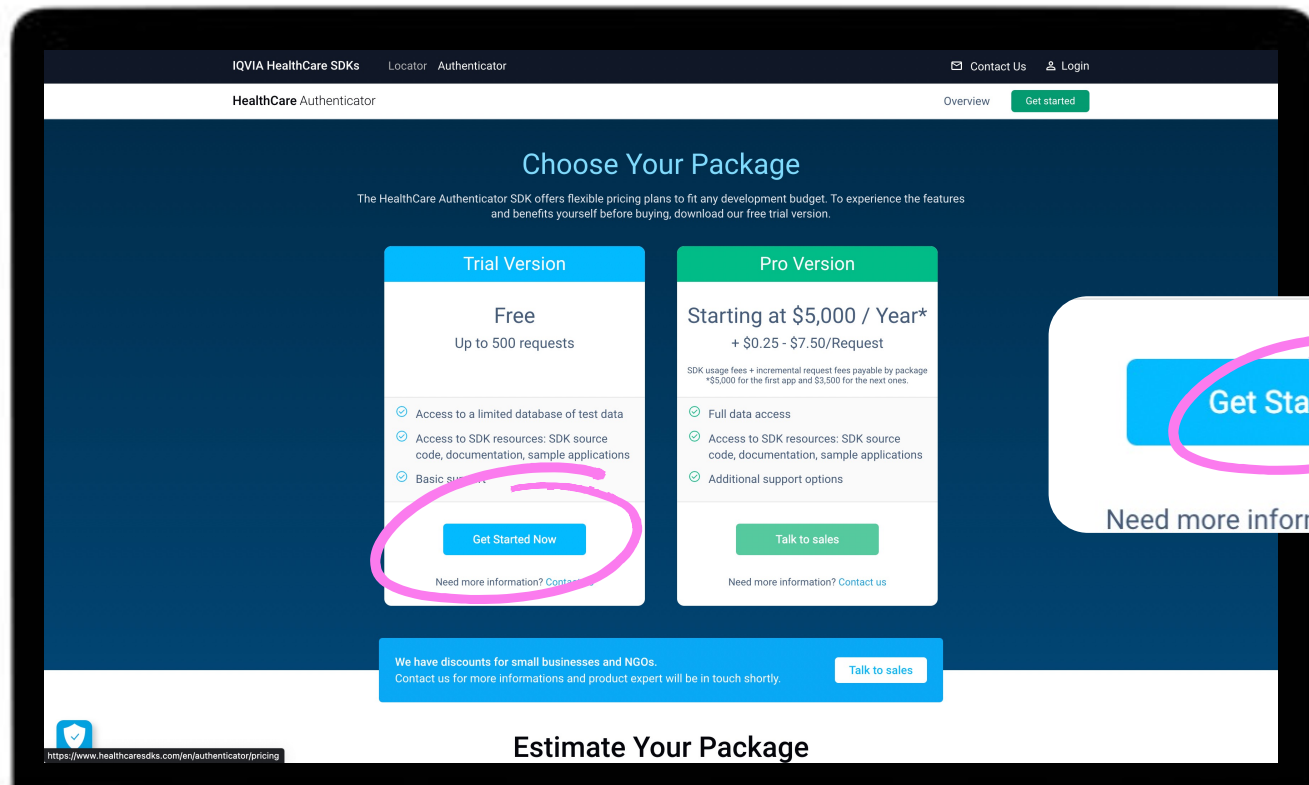 IQVIA HealthCare SDKs Locator Authenticator Contact Us Login
HealthCare Authenticator Overview Get started
Choose Your Package
The HealthCare Authenticator SDK offers flexible pricing plans to fit any development budget. To experience the features
and benefits yourself before buying, download our free trial version.
Trial Version
Free
Up to 500 requests
Access to a limited database of test data
Access to SDK resources: SDK source
code, documentation, sample applications
Basic
Get Started Now
Need more information?
Pro Version
Starting at $5,000 / Year*
+ $0.25 - $7.50/Request
SDK usage fees + incremental request fees payable by package
*$5,000 for the first app and $3,500 for the next ones.
Full data access
Access to SDK resources: SDK source
code, documentation, sample applications
Additional support options
Talk to sales
Need more information? Contact us
Get Sta
Need more infor
We have discounts for small businesses and NGOs.
Contact us for more informations and product expert will be in touch shortly.
Talk to sales
Estimate Your Package
https://www.healthcaresdks.com/en/authenticator/pricing